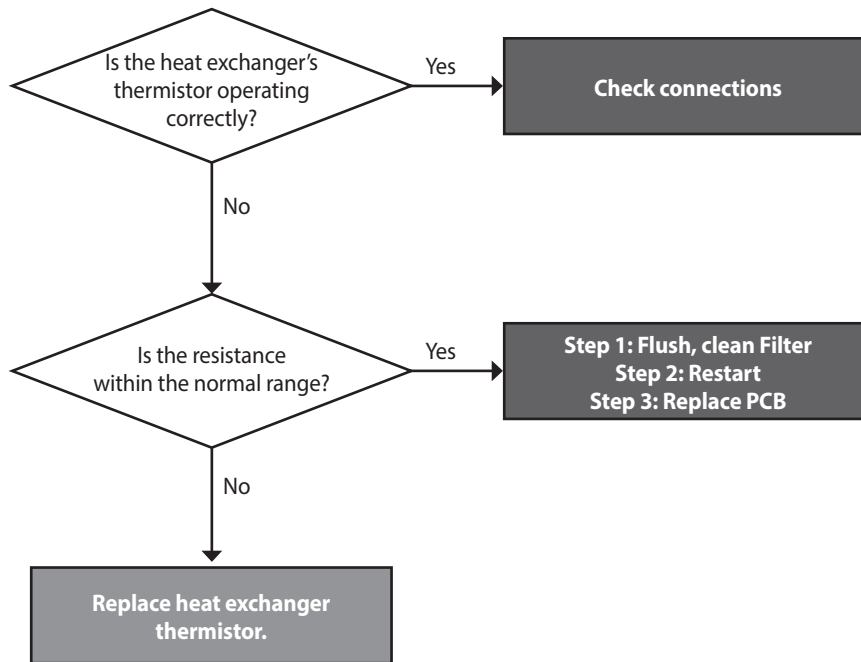 Is the heat exchanger’s
thermistor operating
correctly?
Yes
Check connections
No
Is the resistance
within the normal range?
Yes
Step 1: Flush, clean Filter
Step 2: Restart
Step 3: Replace PCB
No
Replace heat exchanger
thermistor.